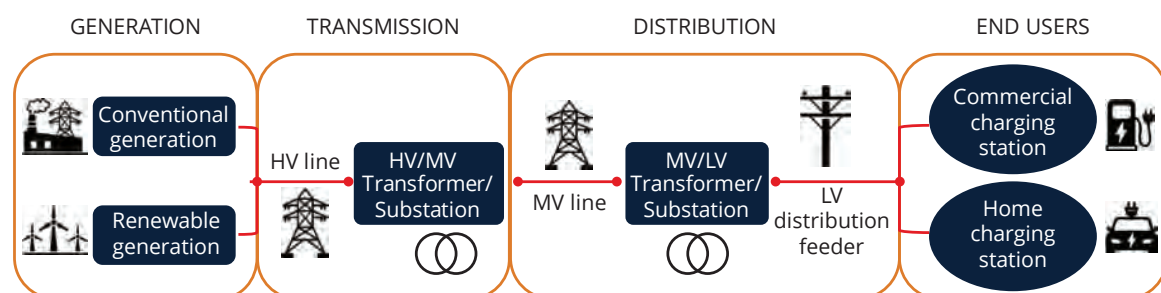 GENERATION
TRANSMISSION
DISTRIBUTION
END USERS
Conventional
generation
Renewable
generation
HV line
HV/MV
Transformer/
Substation
MV line
MV/LV
Transformer/
Substation
LV
distribution
feeder
Commercial
charging
station
Home
charging
station